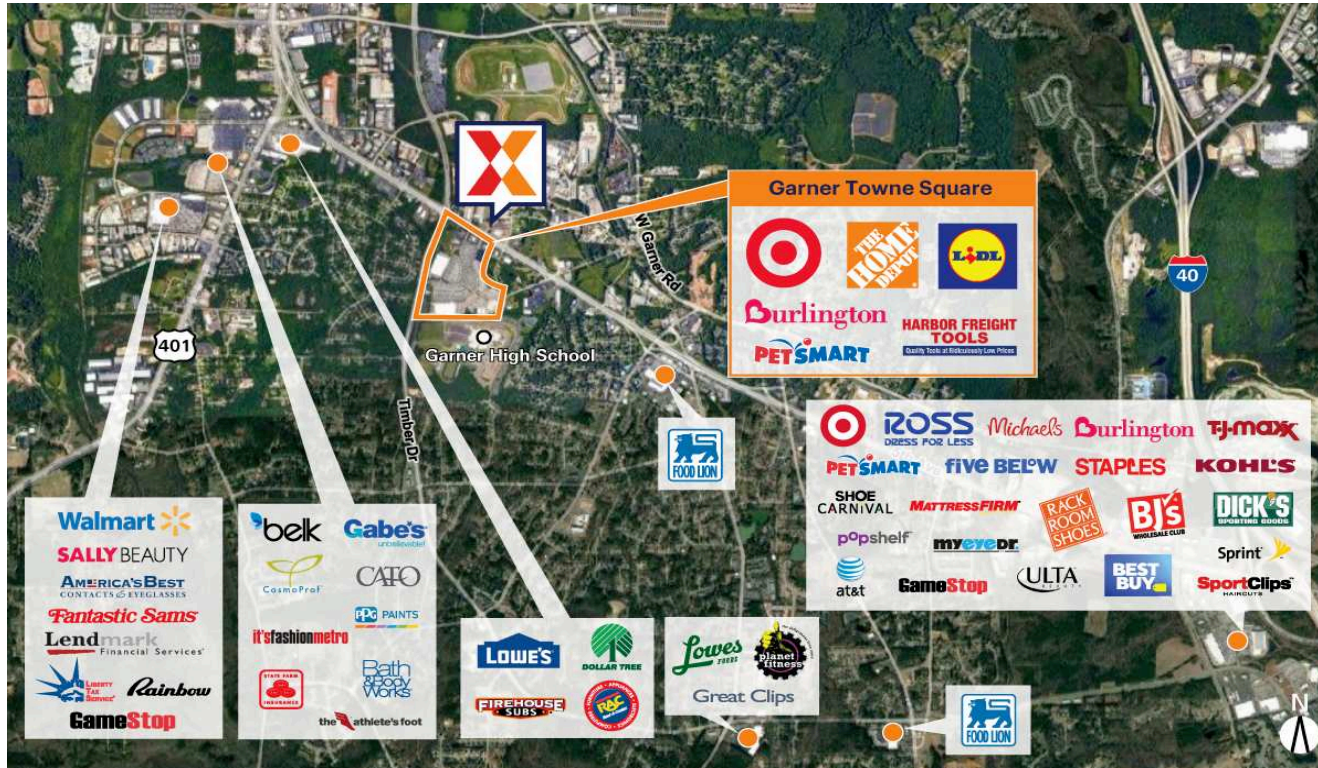 Garner Towne Square
THE HOME DEPOT
LIDL
Burlington
HARBOR FREIGHT TOOLS
Quality Tools at Ridiculously Low Prices
PETSMART
W Garner Rd
40
401
Garner High School
Timber Dr
FOOD LION
ROSS
DRESS FOR LESS
Michaels
Burlington
T.J.maxx
PETSMART
five BELOW
STAPLES
KOHL'S
SHOE CARNIVAL
MATTRESSFIRM
RACK ROOM SHOES
BJ's
WHOLESALE CLUB
DICK'S
SPORTING GOODS
popshelf
myeyeDr.
Sprint
at&t
GameStop
ULTA
BEAUTY
BEST BUY
SportClips
HAIRCUTS
Walmart
SALLY BEAUTY
AMERICA'S BEST
CONTACTS & EYEGLASSES
Fantastic Sams
Lendmark
Financial Services
LIBERTY TAX SERVICE
Rainbow
GameStop
belk
Gabe's
unbelievable!
CosmoProf
CATO
PPG PAINTS
it'sfashionmetro
STATE FARM
INSURANCE
Bath & Body Works
the athlete's foot
LOWE'S
DOLLAR TREE
FIREHOUSE SUBS
RAC
Lowes
FOODS
planet fitness
Great Clips
FOOD LION
N